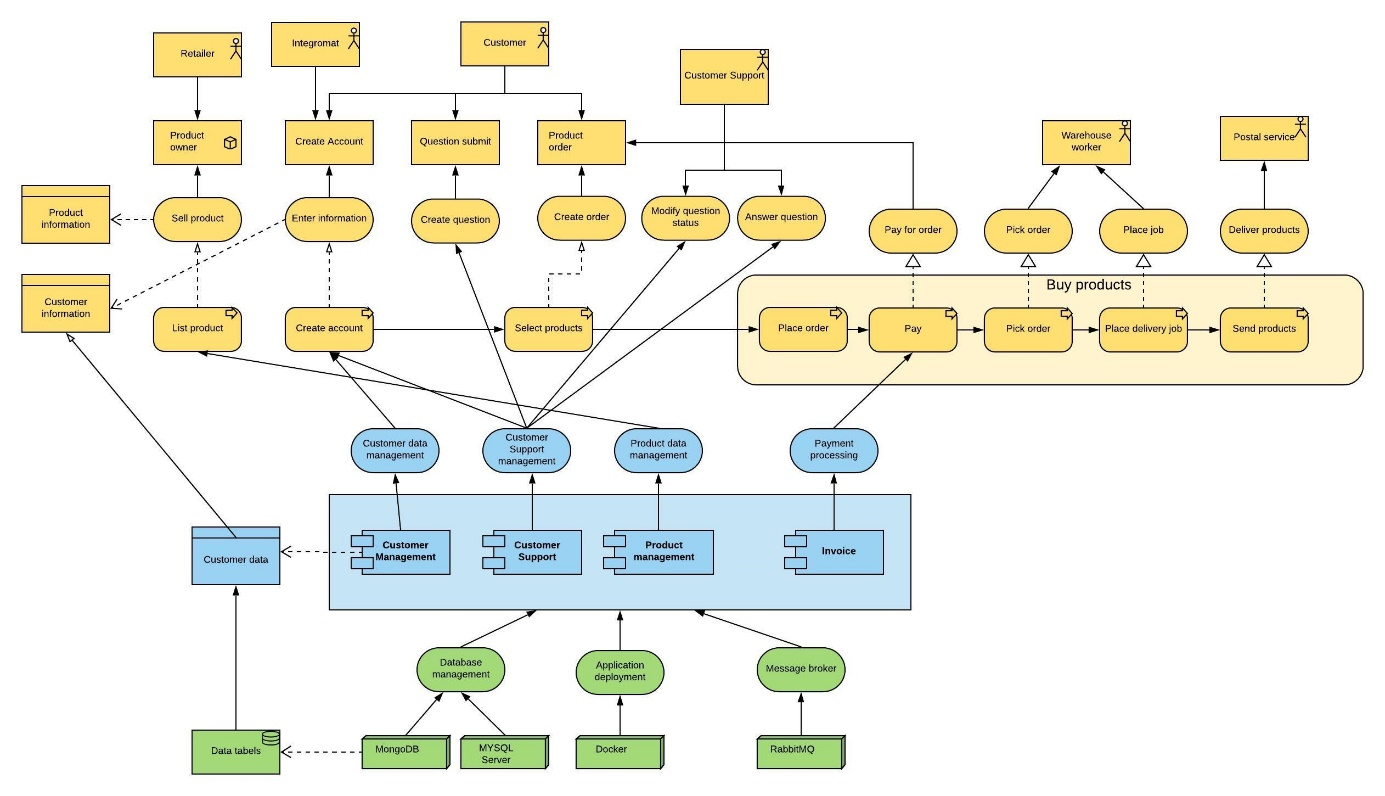 Retailer
Integromat
Customer
Customer Support
Product
owner
Create Account
Question submit
Product
order
Warehouse
worker
Postal service
Product
information
Sell product
Enter information
Create question
Create order
Modify question
status
Answer question
Pay for order
Pick order
Place job
Deliver products
Customer
information
List product
Create account
Select products
Buy products
Place order
Pay
Pick order
Place delivery job
Send products
Customer data
management
Customer
Support
management
Product data
management
Payment
processing
Customer data
Customer
Management
Customer
Support
Product
management
Invoice
Database
management
Application
deployment
Message broker
Data tabels
MongoDB
MYSQL
Server
Docker
RabbitMQ